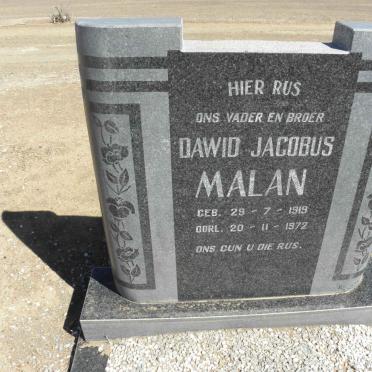 HIER RUS
ONS VADER EN BROER
DAWID JACOBUS
MALAN
GEB. 29 - 7 - 1919
OORL. 20 - 11 - 1972
ONS GUN U DIE RUS.